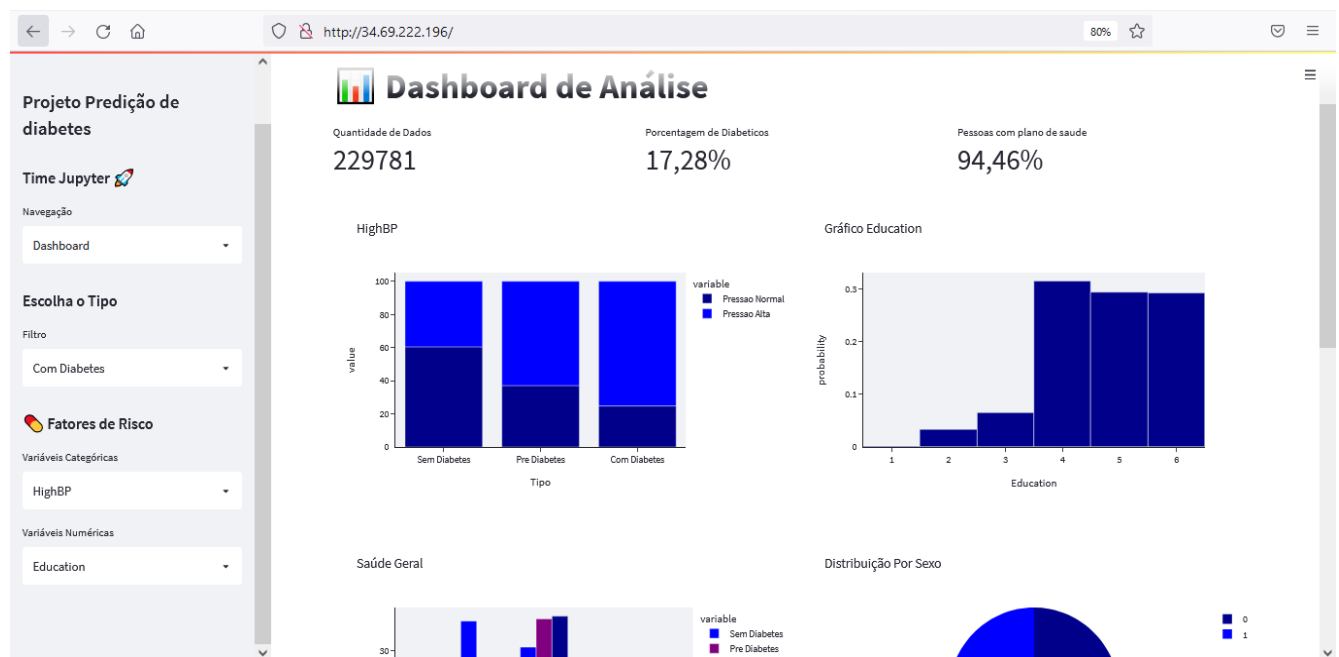 http://34.69.222.196/
80%
Projeto Predição de
diabetes
Time Jupyter
Navegação
Dashboard
Escolha o Tipo
Filtro
Com Diabetes
Fatores de Risco
Variáveis Categóricas
HighBP
Variáveis Numéricas
Education
Dashboard de Análise
Quantidade de Dados
229781
Porcentagem de Diabeticos
17,28%
Pessoas com plano de saude
94,46%
HighBP
100
80
60
40
20
0
value
Sem Diabetes
Pre Diabetes
Com Diabetes
Tipo
variable
Pressao Normal
Pressao Alta
Gráfico Education
0.3
0.2
0.1
0
probability
1
2
3
4
5
6
Education
Saúde Geral
30
variable
Sem Diabetes
Pre Diabetes
Distribuição Por Sexo
0
1